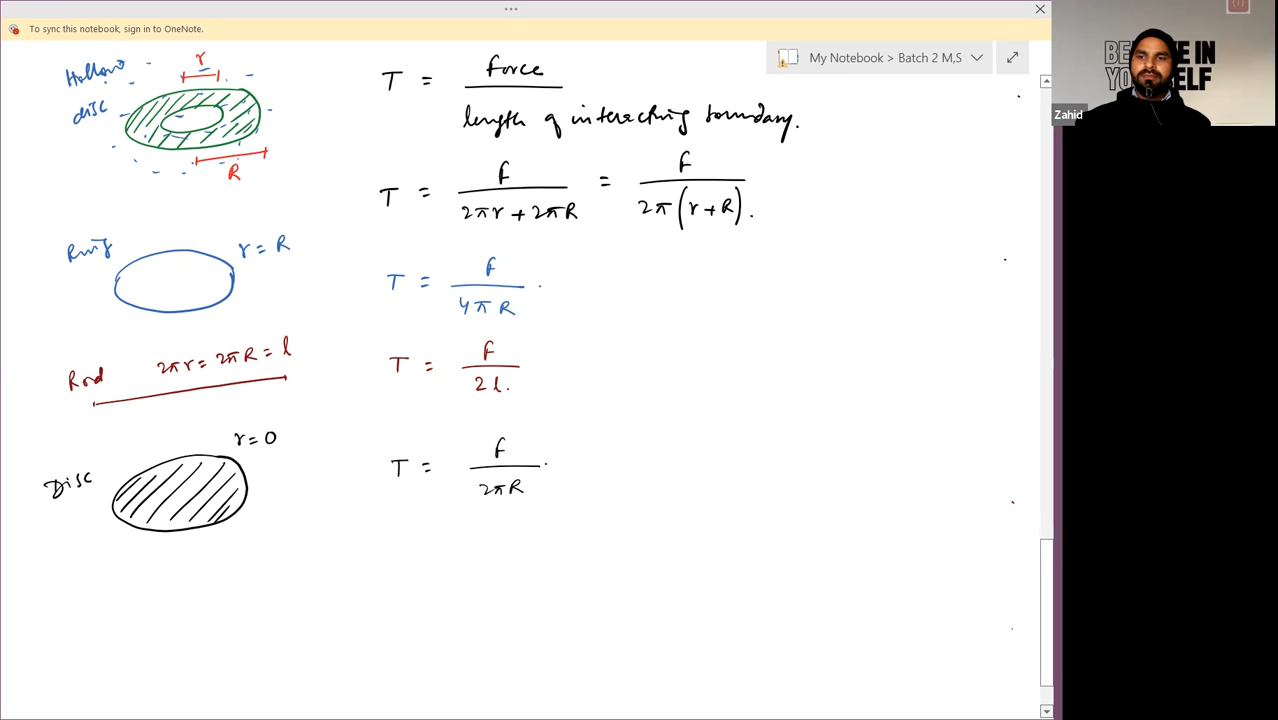 To sync this notebook, sign in to OneNote.
My Notebook > Batch 2 M,S
Hollow
disc
r
R
T = force / length of interacting boundary.
T = F / 2πr + 2πR = F / 2π(r+R).
Ring
r = R
T = F / 4πR.
Rod
2πr = 2πR = l
T = F / 2l.
Disc
r = 0
T = F / 2πR.
Zahid